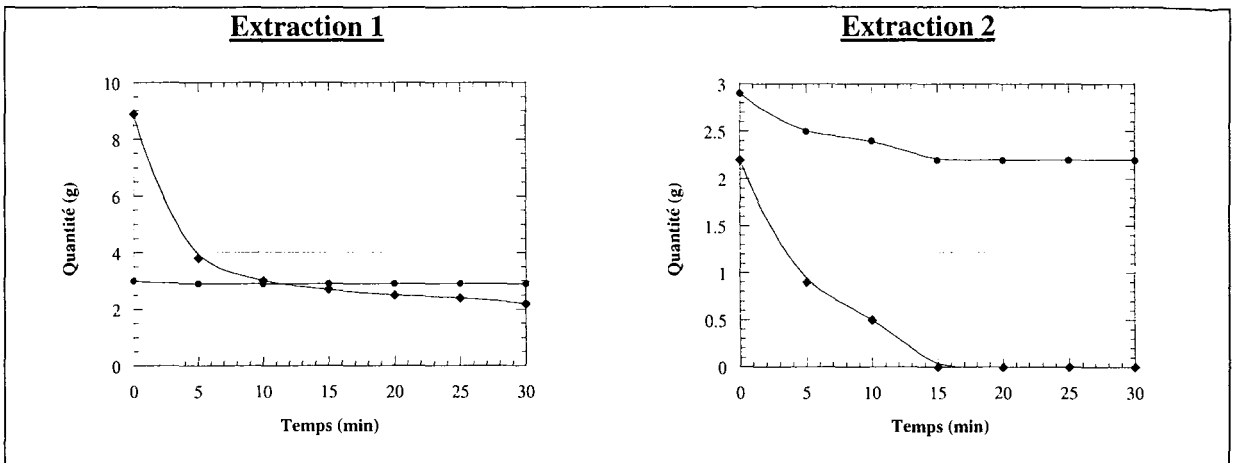 Extraction 1
10
8
6
4
2
0
Quantité (g)
0 5 10 15 20 25 30
Temps (min)
Extraction 2
3
2.5
2
1.5
1
0.5
0
Quantité (g)
0 5 10 15 20 25 30
Temps (min)